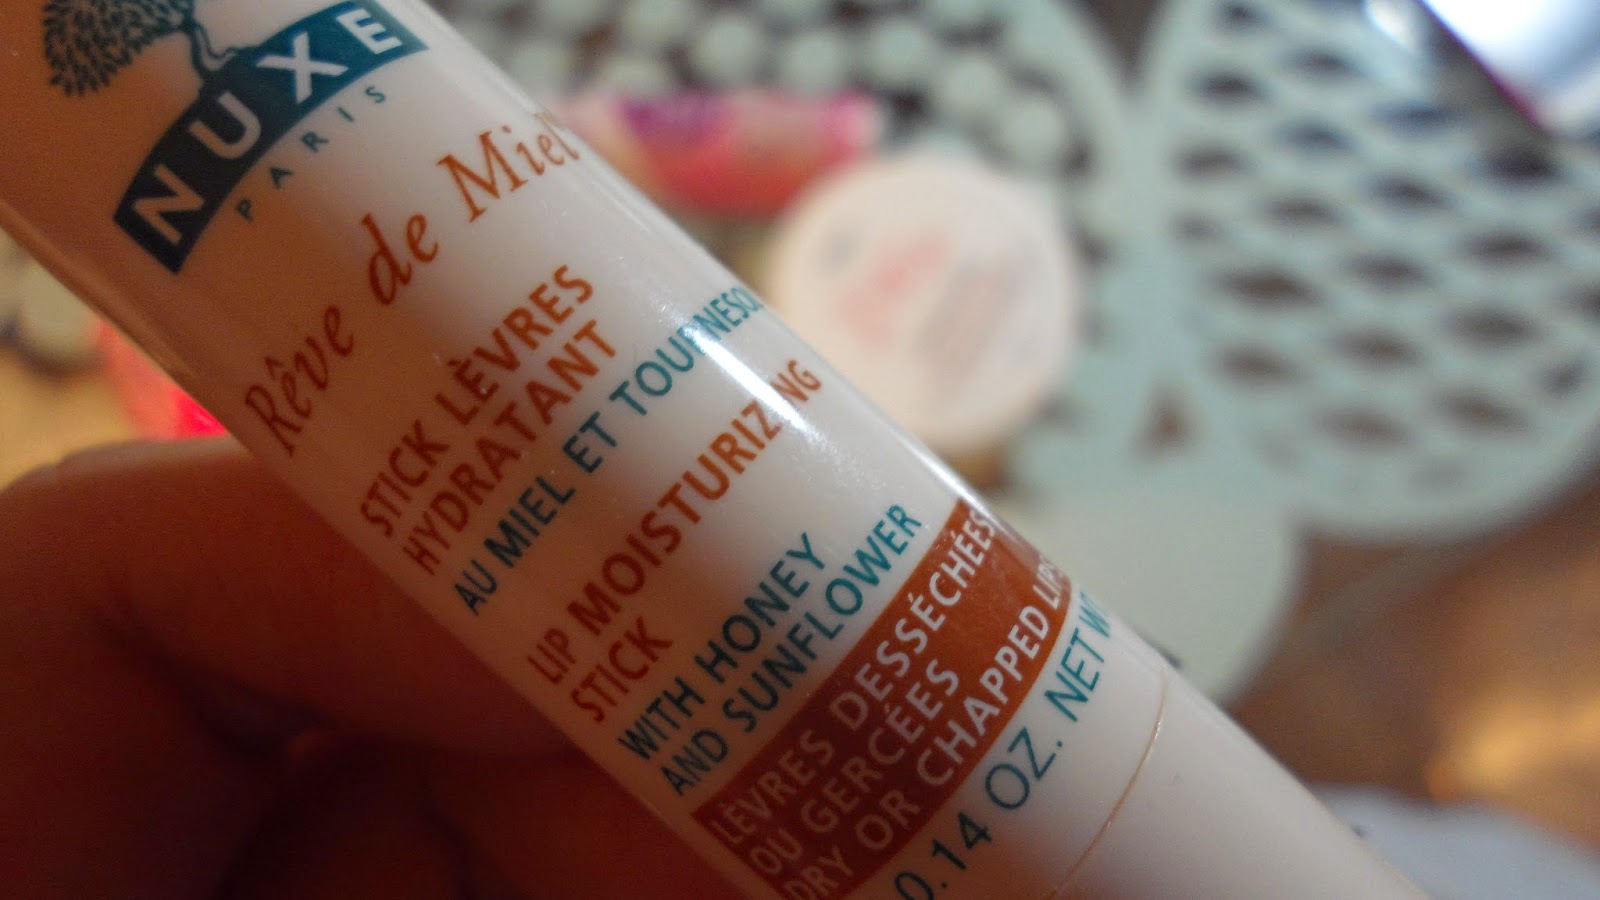 NUXE
PARIS
Rêve de Miel
STICK LÈVRES
HYDRATANT
AU MIEL ET TOURNESOL
LIP MOISTURIZING
STICK
WITH HONEY
AND SUNFLOWER
LÈVRES DESSÉCHÉES
OU GERCÉES
DRY OR CHAPPED LIPS
0.14 OZ. NET WT